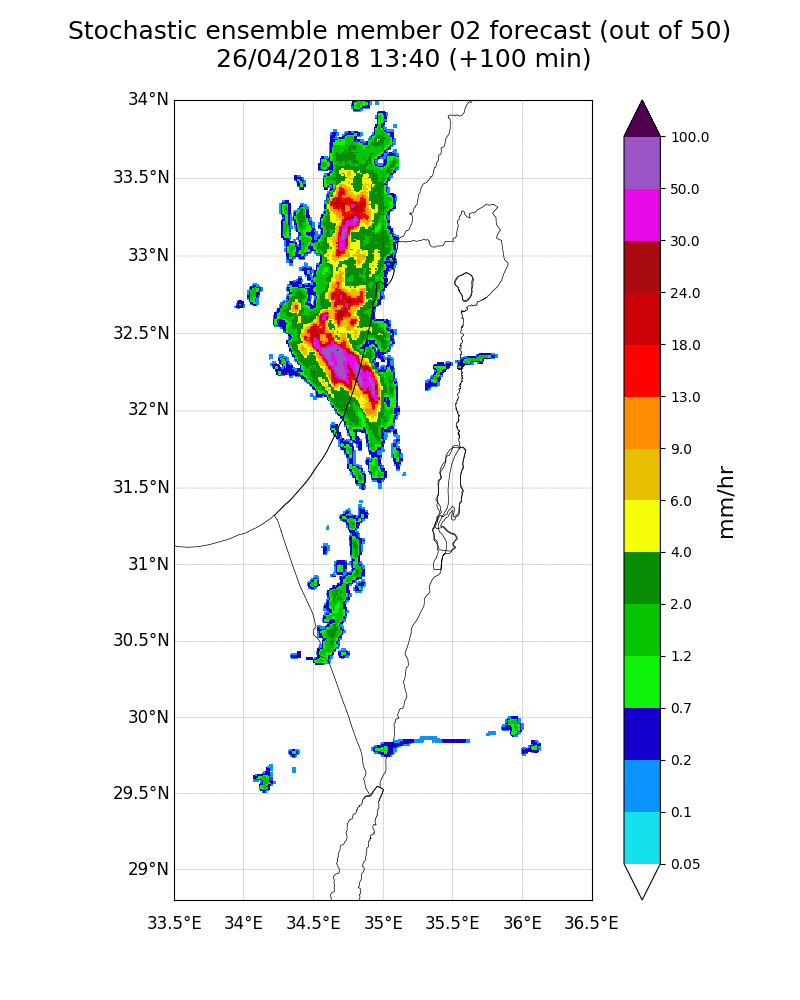 Stochastic ensemble member 02 forecast (out of 50)
26/04/2018 13:40 (+100 min)
34°N
33.5°N
33°N
32.5°N
32°N
31.5°N
31°N
30.5°N
30°N
29.5°N
29°N
33.5°E
34°E
34.5°E
35°E
35.5°E
36°E
36.5°E
100.0
50.0
30.0
24.0
18.0
13.0
9.0
6.0
4.0
2.0
1.2
0.7
0.2
0.1
0.05
mm/hr